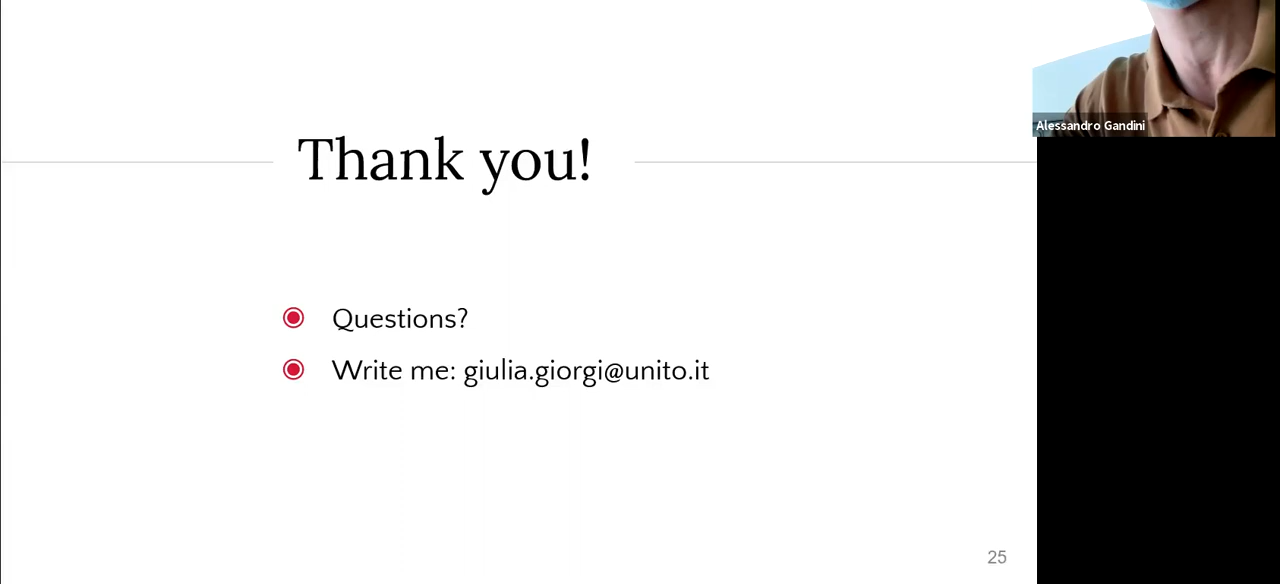 Thank you!
Questions?
Write me: giulia.giorgi@unito.it
25
Alessandro Gandini